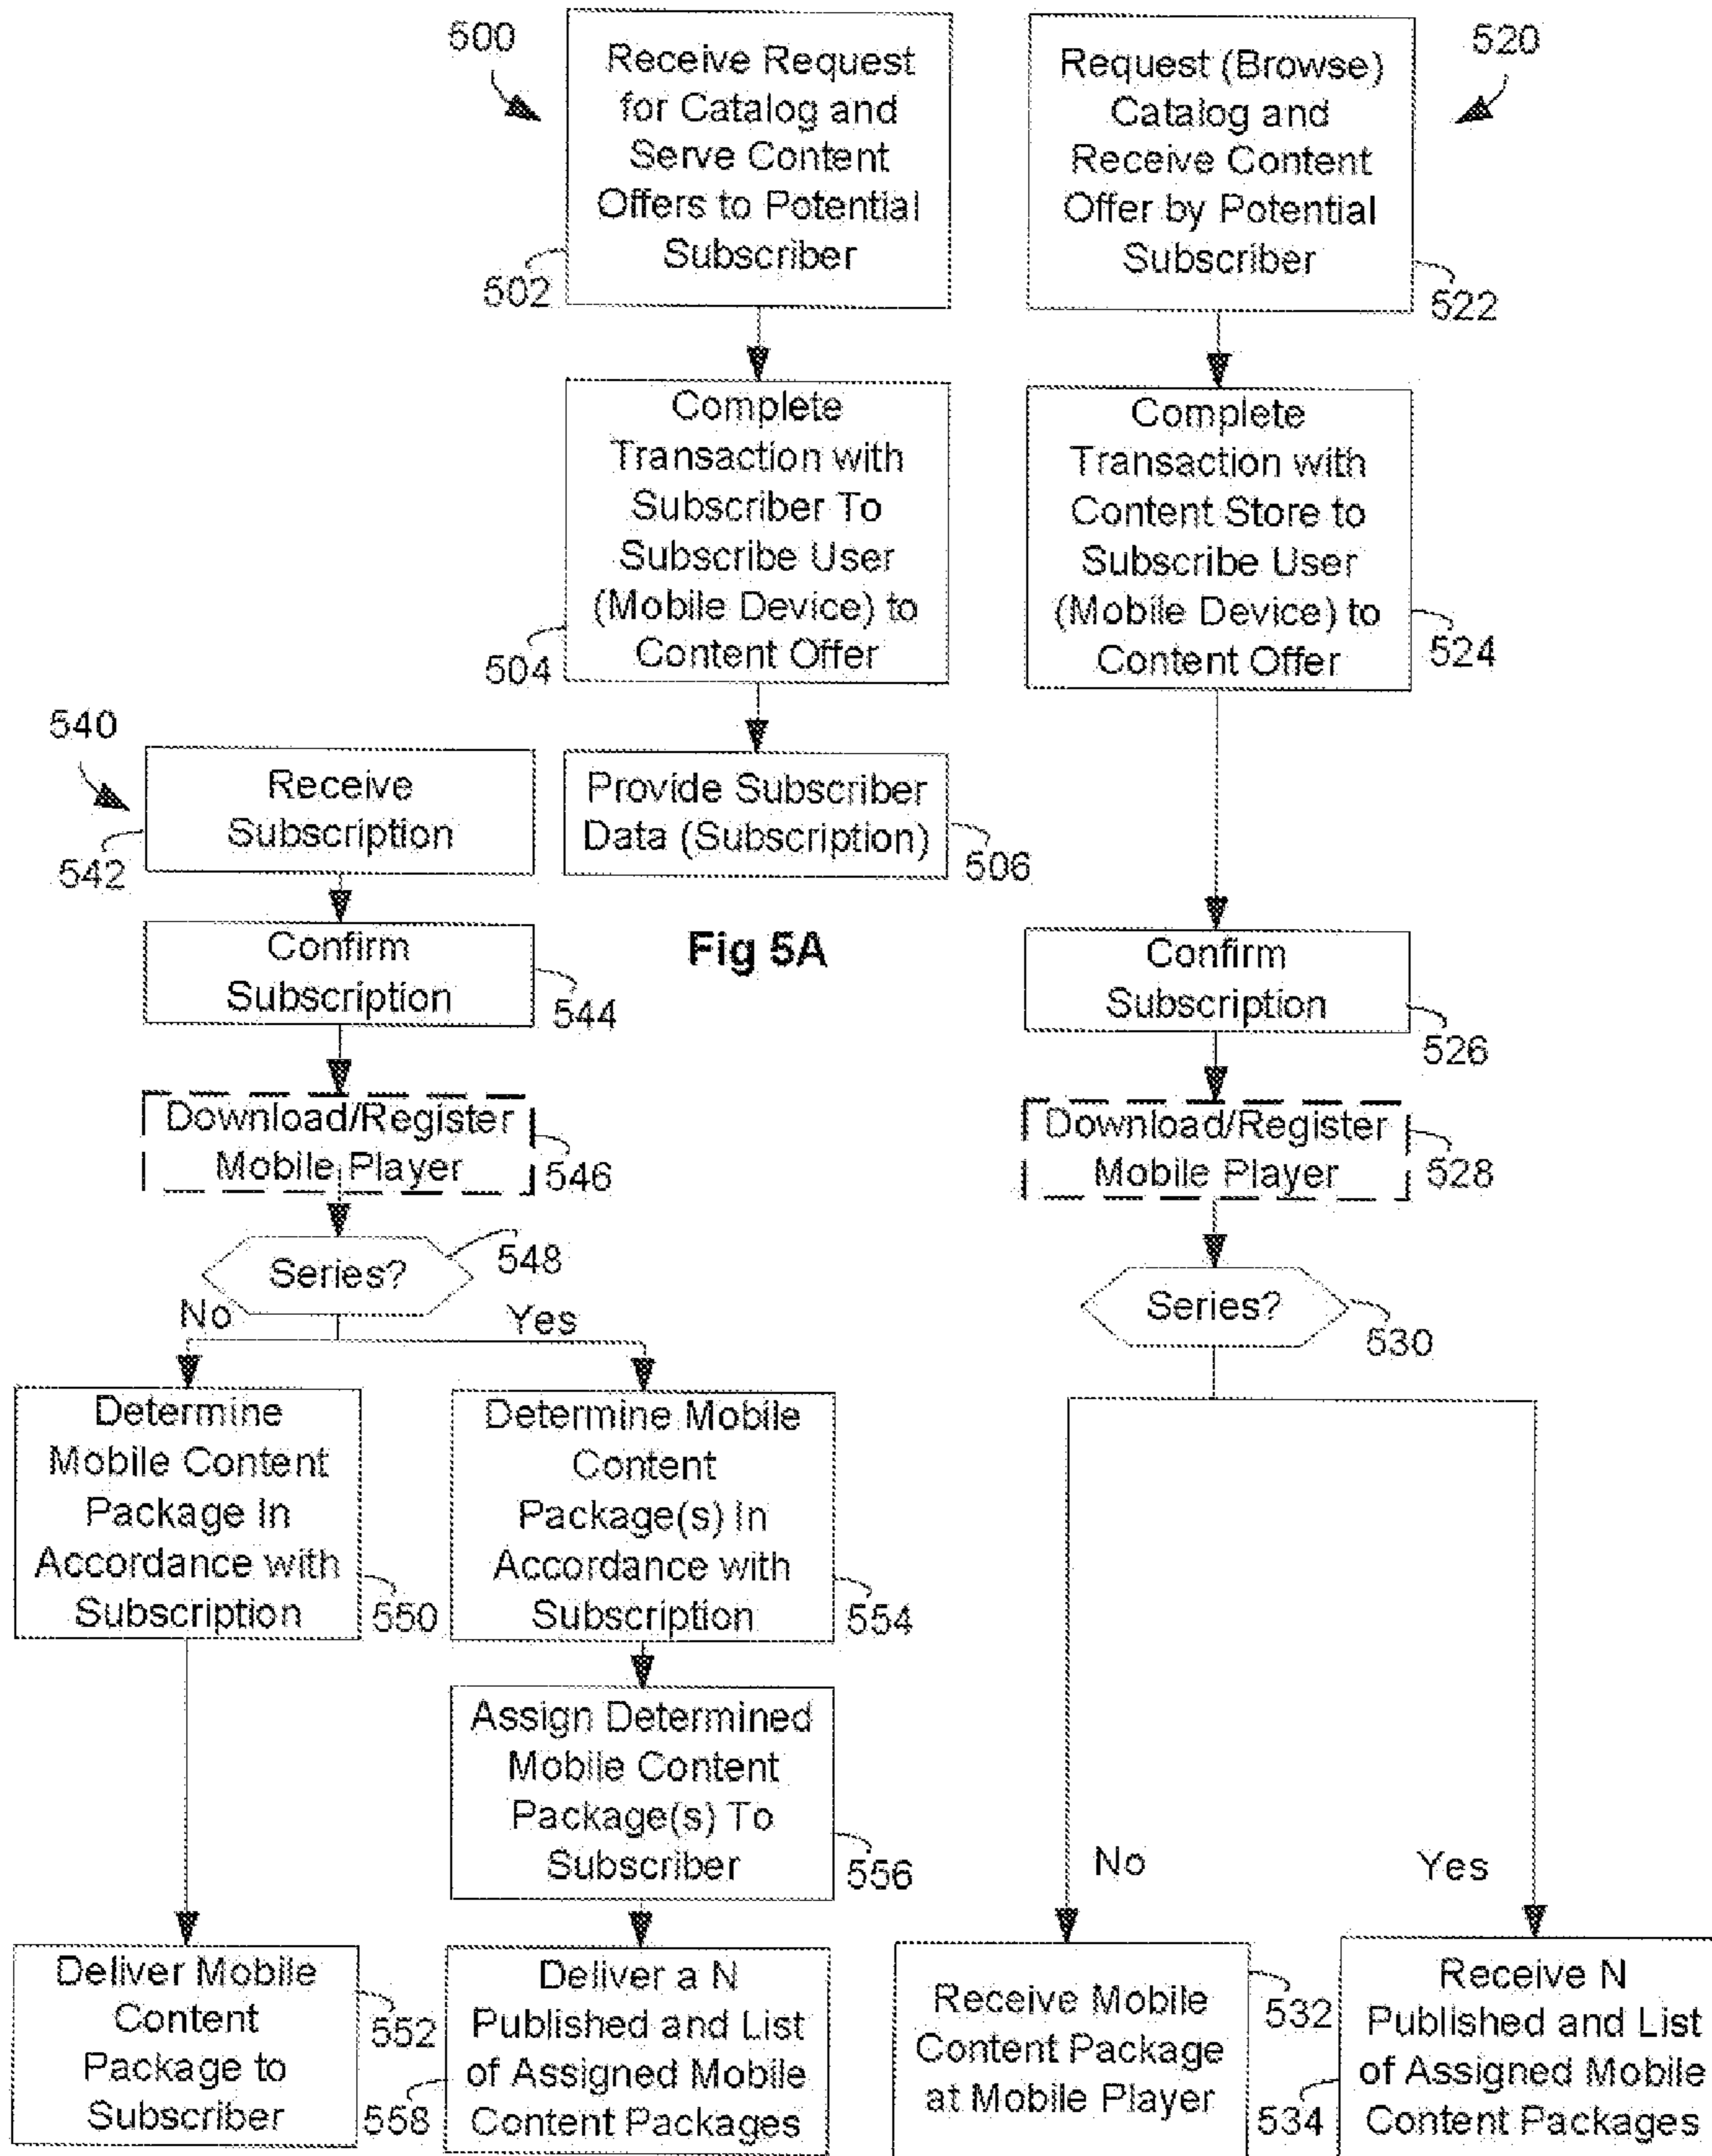 500
Receive Request
for Catalog and
Serve Content
Offers to Potential
Subscriber
502
Complete
Transaction with
Subscriber To
Subscribe User
(Mobile Device) to
Content Offer
504
Provide Subscriber
Data (Subscription)
506
520
Request (Browse)
Catalog and
Receive Content
Offer by Potential
Subscriber
522
Complete
Transaction with
Content Store to
Subscribe User
(Mobile Device) to
Content Offer
524
Confirm
Subscription
526
Download/Register
Mobile Player
528
Series?
530
No
Yes
Receive Mobile
Content Package
at Mobile Player
532
Receive N
Published and List
of Assigned Mobile
Content Packages
534
540
Receive
Subscription
542
Confirm
Subscription
544
Download/Register
Mobile Player
546
Series?
548
No
Yes
Determine
Mobile Content
Package In
Accordance with
Subscription
550
Deliver Mobile
Content
Package to
Subscriber
552
Determine Mobile
Content
Package(s) In
Accordance with
Subscription
554
Assign Determined
Mobile Content
Package(s) To
Subscriber
556
Deliver a N
Published and List
of Assigned Mobile
Content Packages
558
Fig 5A